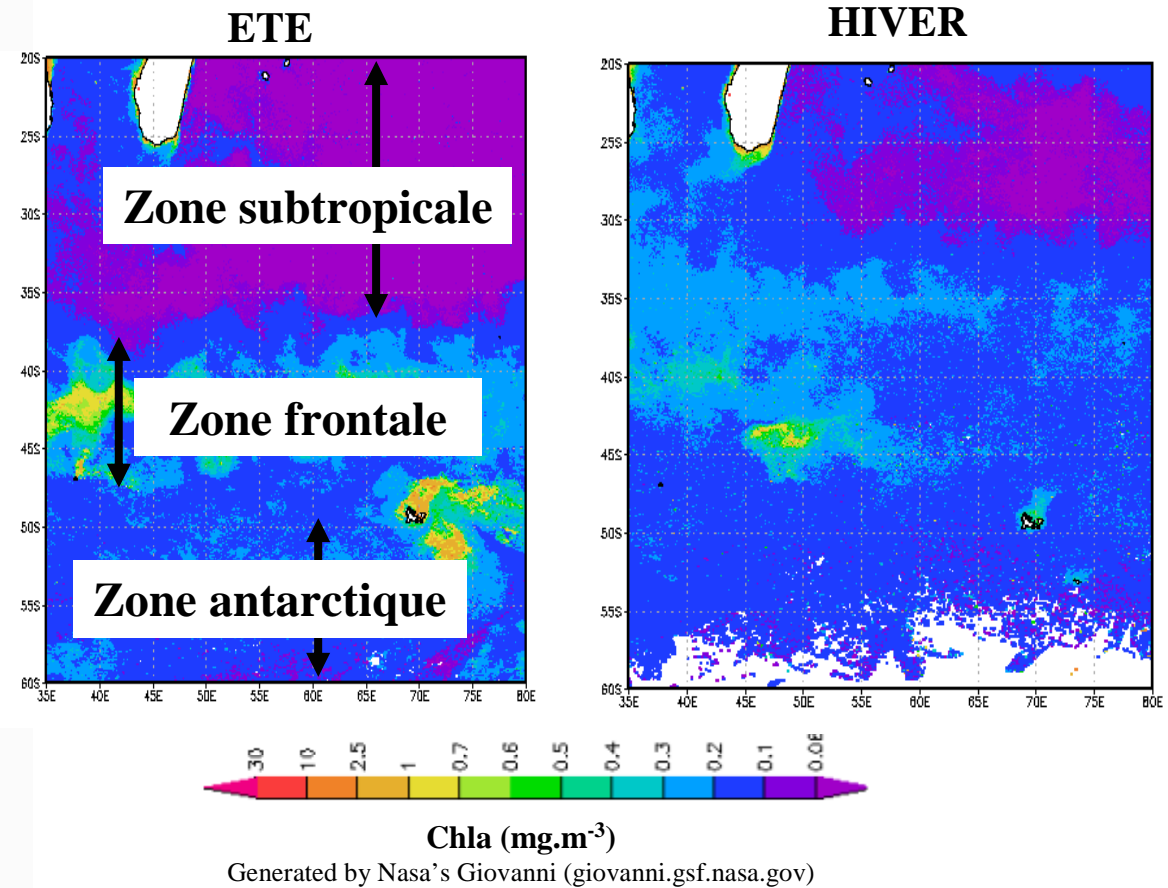 ETE
HIVER
20S
25S
30S
35S
40S
45S
50S
55S
60S
35E 40E 45E 50E 55E 60E 65E 70E 75E 80E
Zone subtropicale
Zone frontale
Zone antarctique
20S
25S
30S
35S
40S
45S
50S
55S
60S
35E 40E 45E 50E 55E 60E 65E 70E 75E 80E
30 10 2.5 1 0.7 0.6 0.5 0.4 0.3 0.2 0.1
Chla (mg.m-3)
Generated by Nasa's Giovanni (giovanni.gsf.nasa.gov)